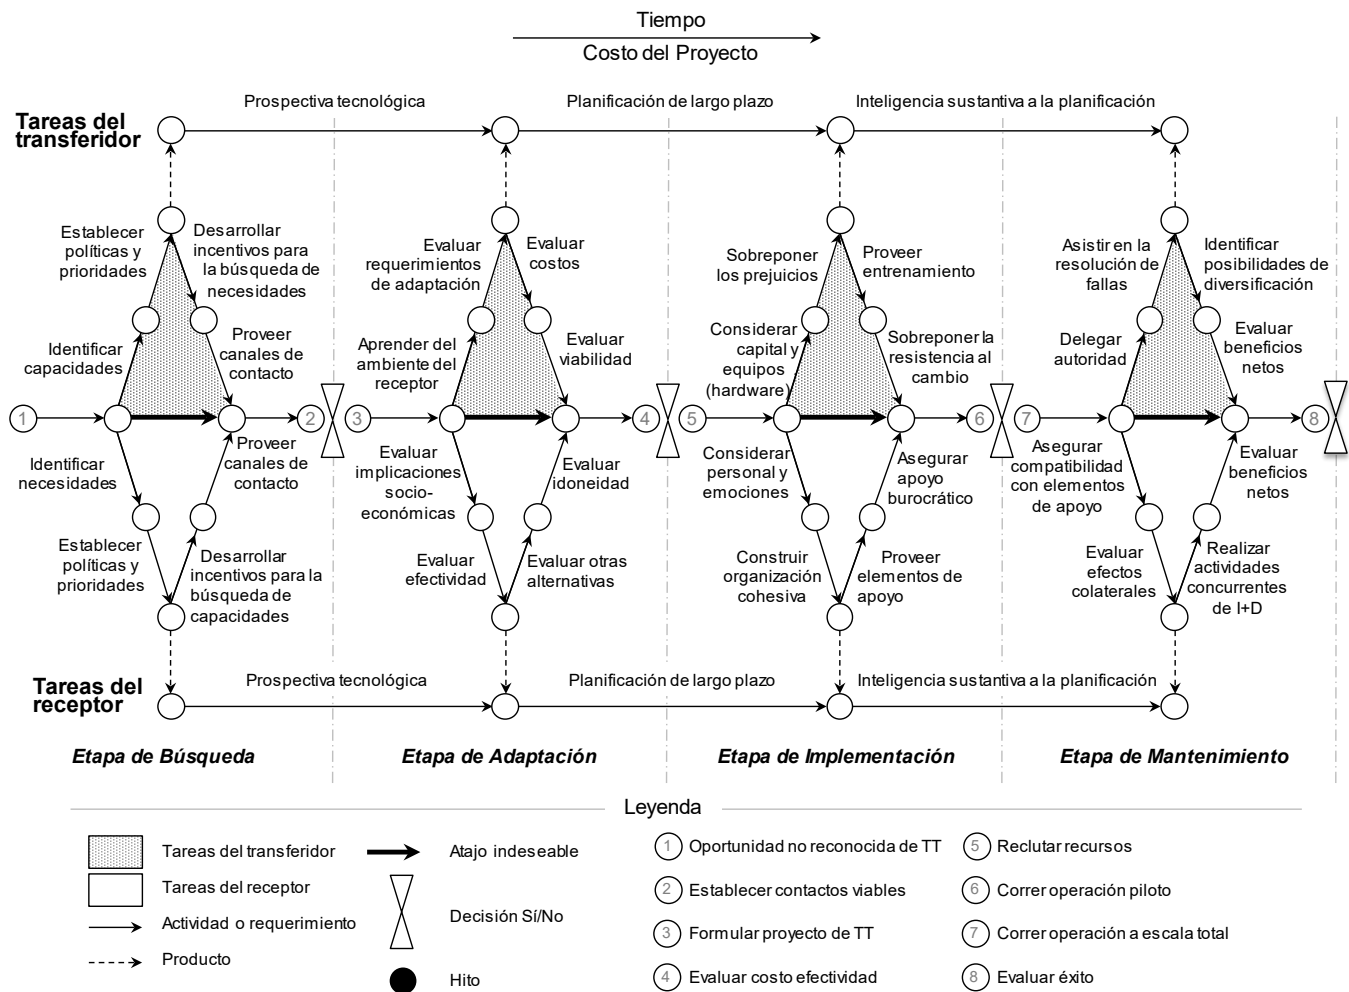 Tiempo
Costo del Proyecto
Prospectiva tecnológica
Planificación de largo plazo
Inteligencia sustantiva a la planificación
Tareas del
transferidor
Establecer
políticas y
prioridades
Desarrollar
incentivos para
la búsqueda de
necesidades
Identificar
capacidades
Proveer
canales de
contacto
Evaluar
requerimientos
de adaptación
Evaluar
costos
Aprender del
ambiente del
receptor
Evaluar
viabilidad
Sobreponer
los prejuicios
Proveer
entrenamiento
Considerar
capital y
equipos
(hardware)
Sobreponer la
resistencia al
cambio
Asistir en la
resolución de
fallas
Identificar
posibilidades de
diversificación
Delegar
autoridad
Evaluar
beneficios
netos
1
2
3
4
5
6
7
8
Identificar
necesidades
Proveer
canales de
contacto
Establecer
políticas y
prioridades
Desarrollar
incentivos para la
búsqueda de
capacidades
Evaluar
implicaciones
socio-
económicas
Evaluar
idoneidad
Evaluar
efectividad
Evaluar otras
alternativas
Considerar
personal y
emociones
Asegurar
apoyo
burocrático
Construir
organización
cohesiva
Proveer
elementos de
apoyo
Asegurar
compatibilidad
con elementos
de apoyo
Evaluar
beneficios
netos
Evaluar
efectos
colaterales
Realizar
actividades
concurrentes
de I+D
Tareas del
receptor
Prospectiva tecnológica
Planificación de largo plazo
Inteligencia sustantiva a la planificación
Etapa de Búsqueda
Etapa de Adaptación
Etapa de Implementación
Etapa de Mantenimiento
Leyenda
Tareas del transferidor
Tareas del receptor
Actividad o requerimiento
Producto
Atajo indeseable
Decisión Sí/No
Hito
1 Oportunidad no reconocida de TT
2 Establecer contactos viables
3 Formular proyecto de TT
4 Evaluar costo efectividad
5 Reclutar recursos
6 Correr operación piloto
7 Correr operación a escala total
8 Evaluar éxito